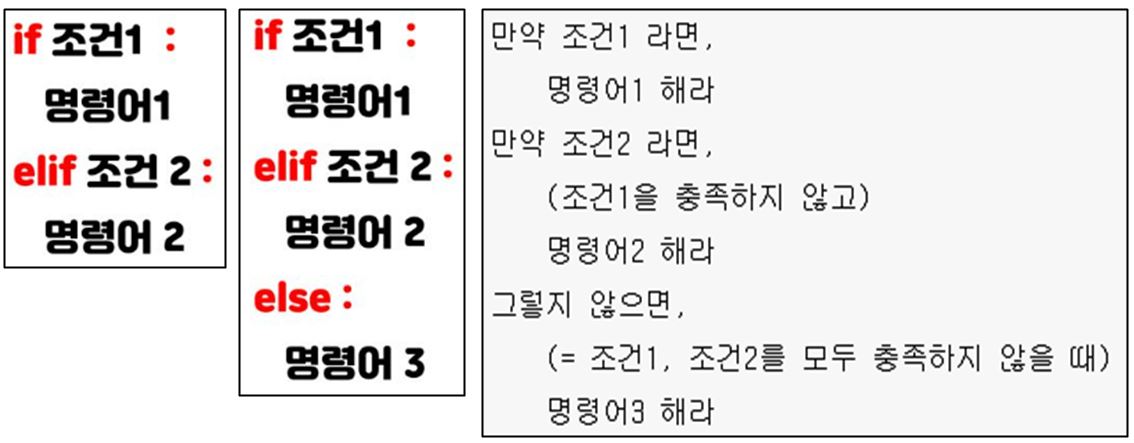 if 조건1 :
명령어1
elif 조건 2 :
명령어 2
if 조건1 :
명령어1
elif 조건 2 :
명령어 2
else :
명령어 3
만약 조건1 라면,
명령어1 해라
만약 조건2 라면,
(조건1을 충족하지 않고)
명령어2 해라
그렇지 않으면,
(= 조건1, 조건2를 모두 충족하지 않을 때)
명령어3 해라